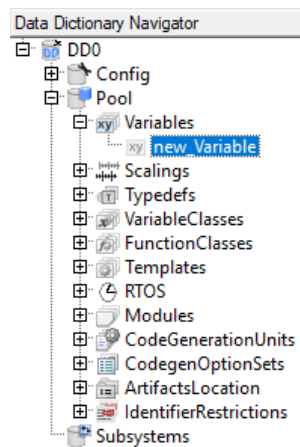 Data Dictionary Navigator
DD0
Config
Pool
Variables
new_Variable
Scalings
Typedefs
VariableClasses
FunctionClasses
Templates
RTOS
Modules
CodeGenerationUnits
CodegenOptionSets
ArtifactsLocation
IdentifierRestrictions
Subsystems